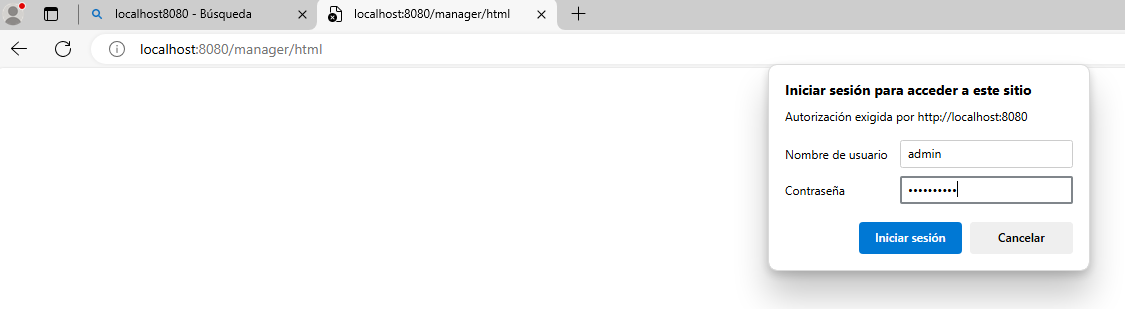 localhost8080 - Búsqueda
localhost:8080/manager/html
localhost:8080/manager/html
Iniciar sesión para acceder a este sitio
Autorización exigida por http://localhost:8080
Nombre de usuario admin
Contraseña ••••••••••
Iniciar sesión Cancelar